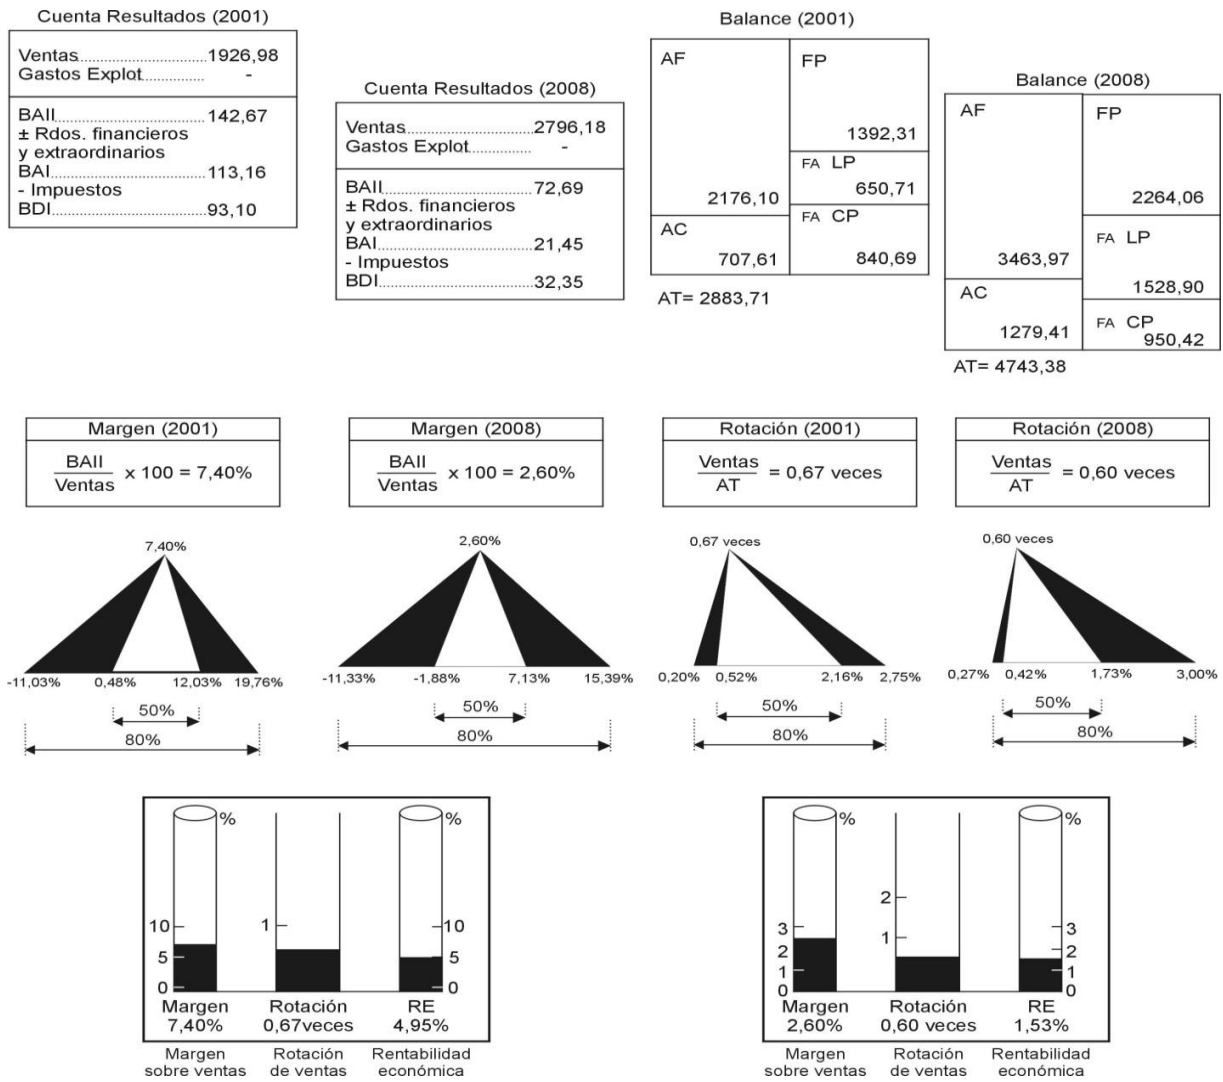 Cuenta Resultados (2001)
Ventas 1926,98
Gastos Explot. -
BAII 142,67
± Rdos. financieros
y extraordinarios
BAI 113,16
- Impuestos
BDI 93,10
Cuenta Resultados (2008)
Ventas 2796,18
Gastos Explot. -
BAII 72,69
± Rdos. financieros
y extraordinarios
BAI 21,45
- Impuestos
BDI 32,35
Balance (2001)
AF
2176,10
AC
707,61
FP
1392,31
FA LP
650,71
FA CP
840,69
AT= 2883,71
Balance (2008)
AF
3463,97
AC
1279,41
FP
2264,06
FA LP
1528,90
FA CP
950,42
AT= 4743,38
Margen (2001)
BAII
Ventas
x 100 = 7,40%
Margen (2008)
BAII
Ventas
x 100 = 2,60%
Rotación (2001)
Ventas
AT
= 0,67 veces
Rotación (2008)
Ventas
AT
= 0,60 veces
7,40%
-11,03% 0,48% 12,03% 19,76%
50%
80%
2,60%
-11,33% -1,88% 7,13% 15,39%
50%
80%
0,67 veces
0,20% 0,52% 2,16% 2,75%
50%
80%
0,60 veces
0,27% 0,42% 1,73% 3,00%
50%
80%
% %
10 1 10
5 5
0 0
Margen Rotación RE
7,40% 0,67veces 4,95%
Margen Rotación Rentabilidad
sobre ventas de ventas económica
% %
2
3 1 3
2 2
1 1
0 0
Margen Rotación RE
2,60% 0,60 veces 1,53%
Margen Rotación Rentabilidad
sobre ventas de ventas económica